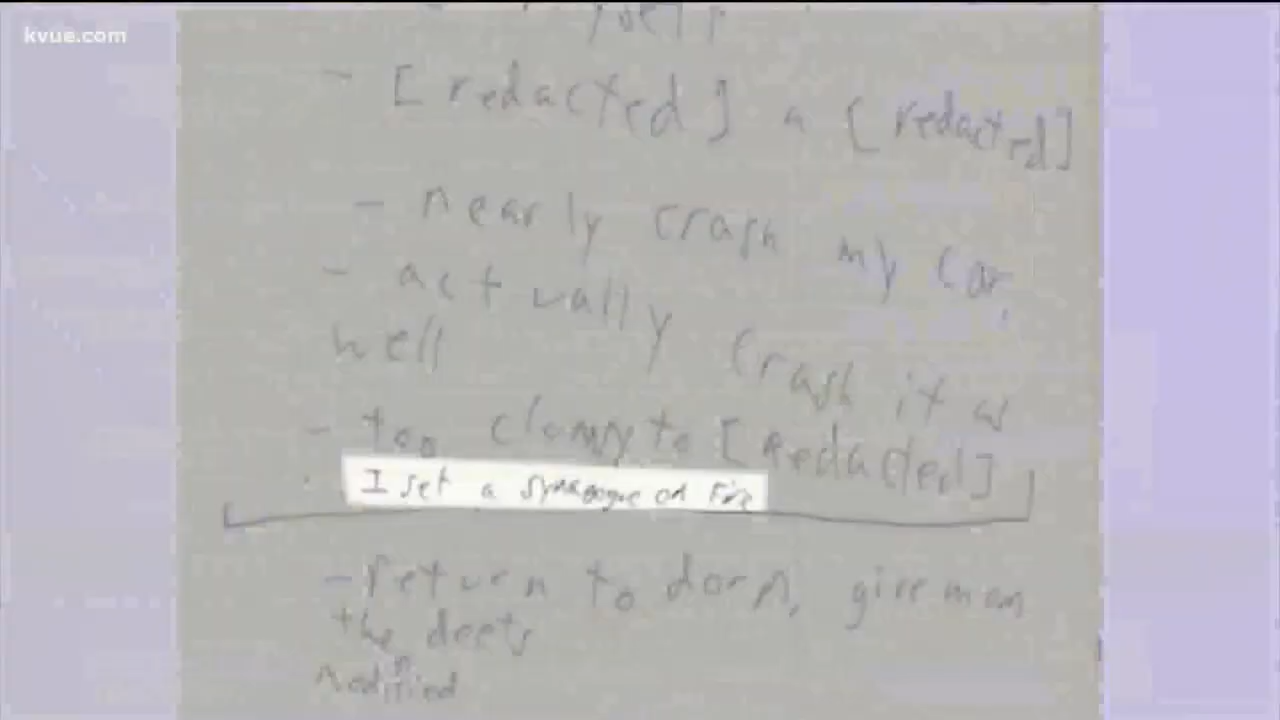 kvue.com
- [redacted] a [redacted]
- nearly crash my car
- actually crash it as
well
- too clumsy to [redacted]
I set a synagogue on fire
- return to dorm, give mom
the deets
modified